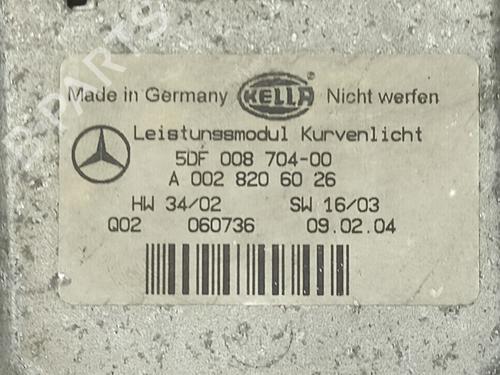 Made in Germany HELLA ® Nicht werfen
Leistunssmodul Kurvenlicht
5DF 008 704-00
A 002 820 60 26
HW 34/02 SW 16/03
Q02 060736 09.02.04
B-PARTS